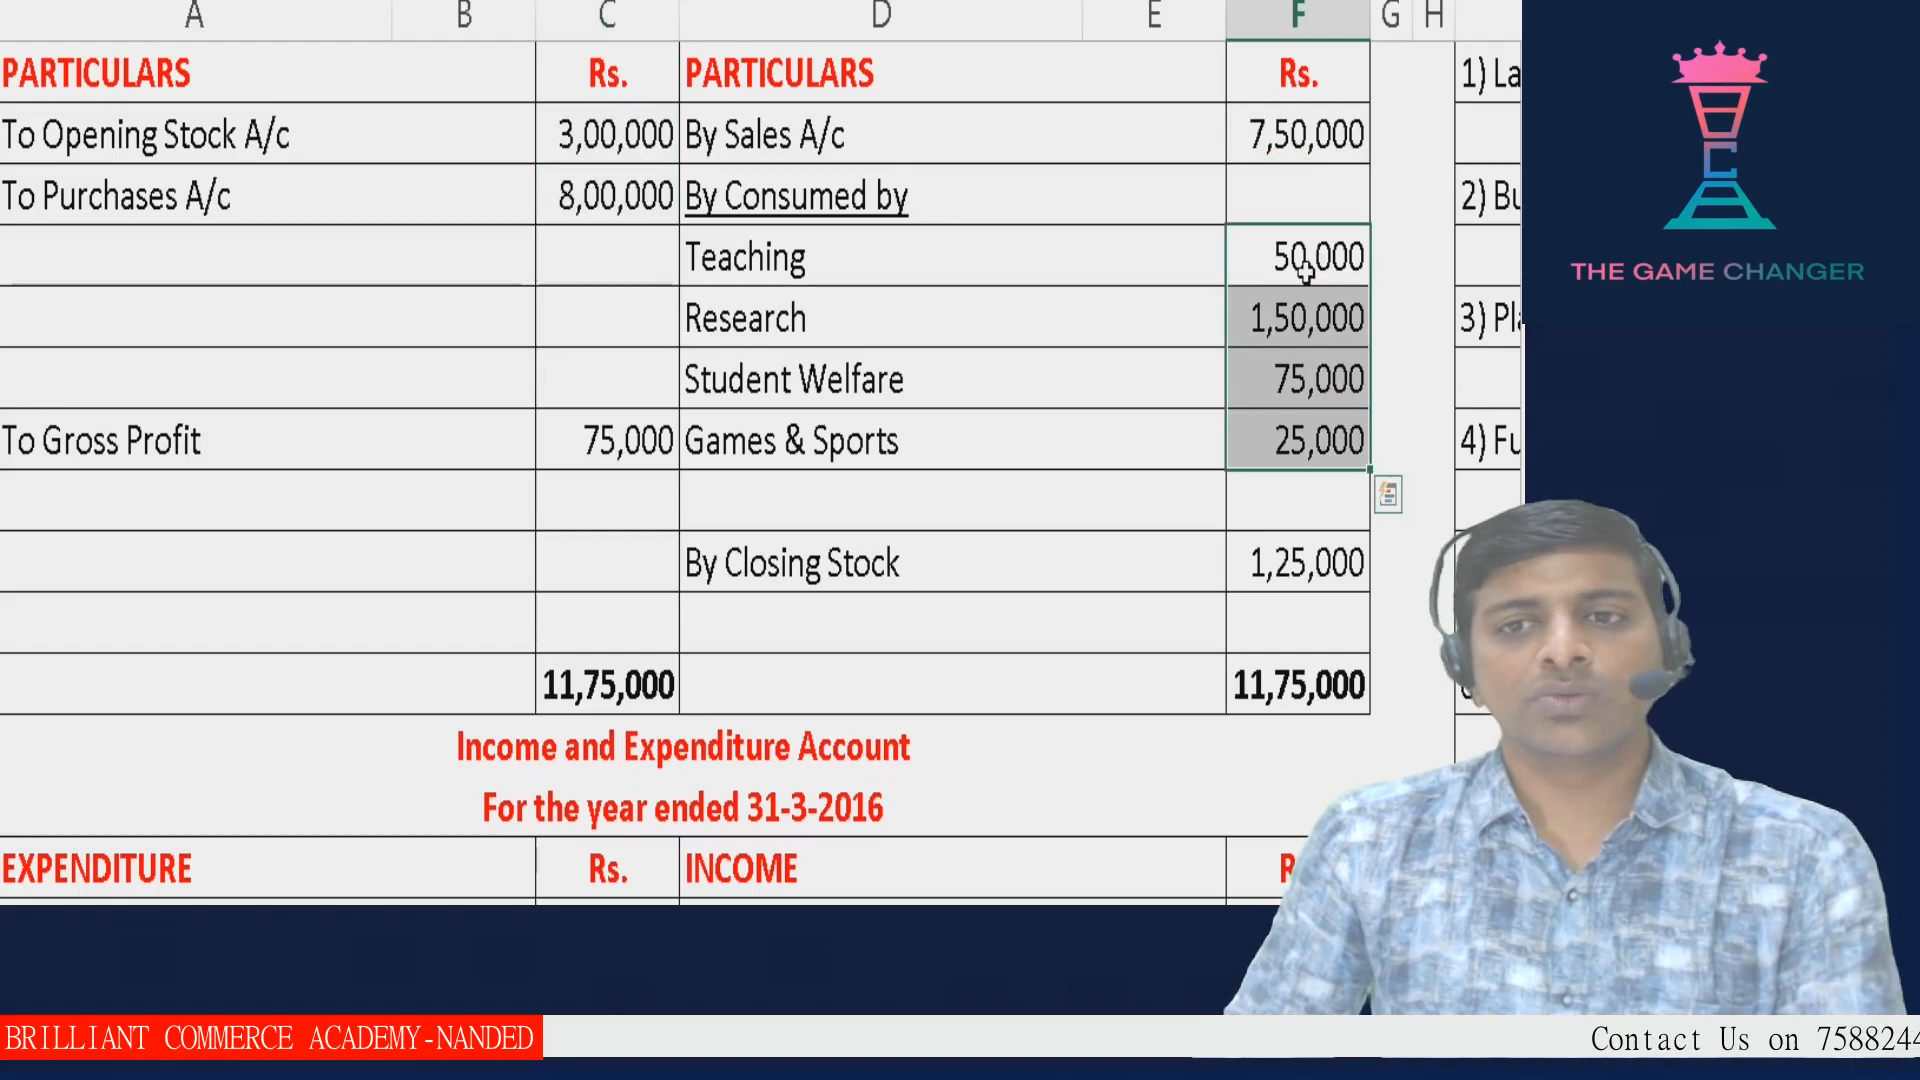 A B C D E F G H
PARTICULARS Rs. PARTICULARS Rs. 1) La
To Opening Stock A/c 3,00,000 By Sales A/c 7,50,000
To Purchases A/c 8,00,000 By Consumed by 2) Bu
Teaching 50,000
Research 1,50,000 3) Pla
Student Welfare 75,000
To Gross Profit 75,000 Games & Sports 25,000 4) Fu
By Closing Stock 1,25,000
11,75,000 11,75,000
Income and Expenditure Account
For the year ended 31-3-2016
EXPENDITURE Rs. INCOME R
THE GAME CHANGER
BRILLIANT COMMERCE ACADEMY-NANDED Contact Us on 7588244